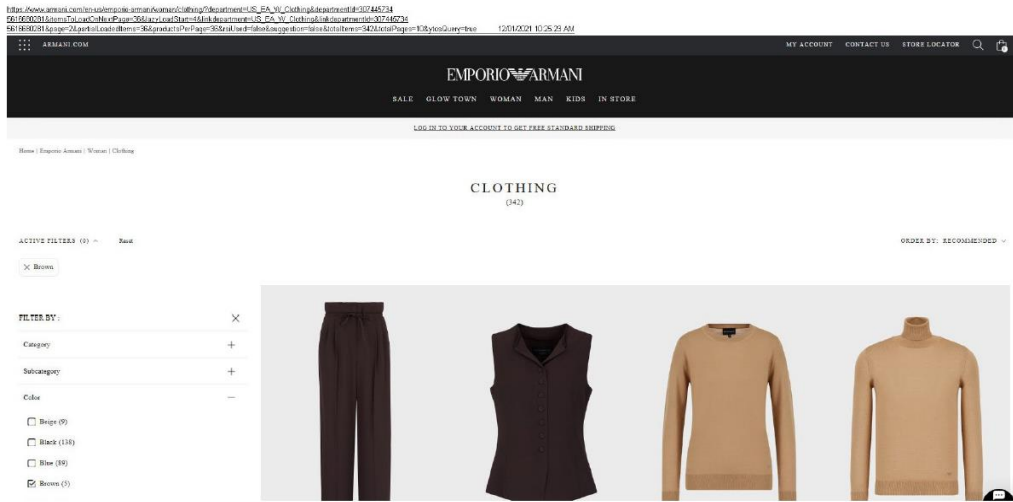 https://www.armani.com/en-us/emporio-armani/woman/clothing/?department=US_EA_W_Clothing&departmentId=307445734
5616680281&itemsToLoadOnNextPage=36&lazyLoadStart=4&linkdepartment=US_EA_W_Clothing&linkdepartmentId=307445734
5616680281&page=2&partialLoadedItems=36&productsPerPage=36&rsiUsed=false&suggestion=false&totalItems=342&totalPages=10&ytosQuery=true 12/01/2021 10:25:23 AM
ARMANI.COM MY ACCOUNT CONTACT US STORE LOCATOR
EMPORIO ARMANI
SALE GLOW TOWN WOMAN MAN KIDS IN STORE
LOG IN TO YOUR ACCOUNT TO GET FREE STANDARD SHIPPING
Home | Emporio Armani | Woman | Clothing
CLOTHING
(342)
ACTIVE FILTERS (0) Reset ORDER BY: RECOMMENDED
Brown
FILTER BY :
Category
Subcategory
Color
Beige (9)
Black (138)
Blue (89)
Brown (5)